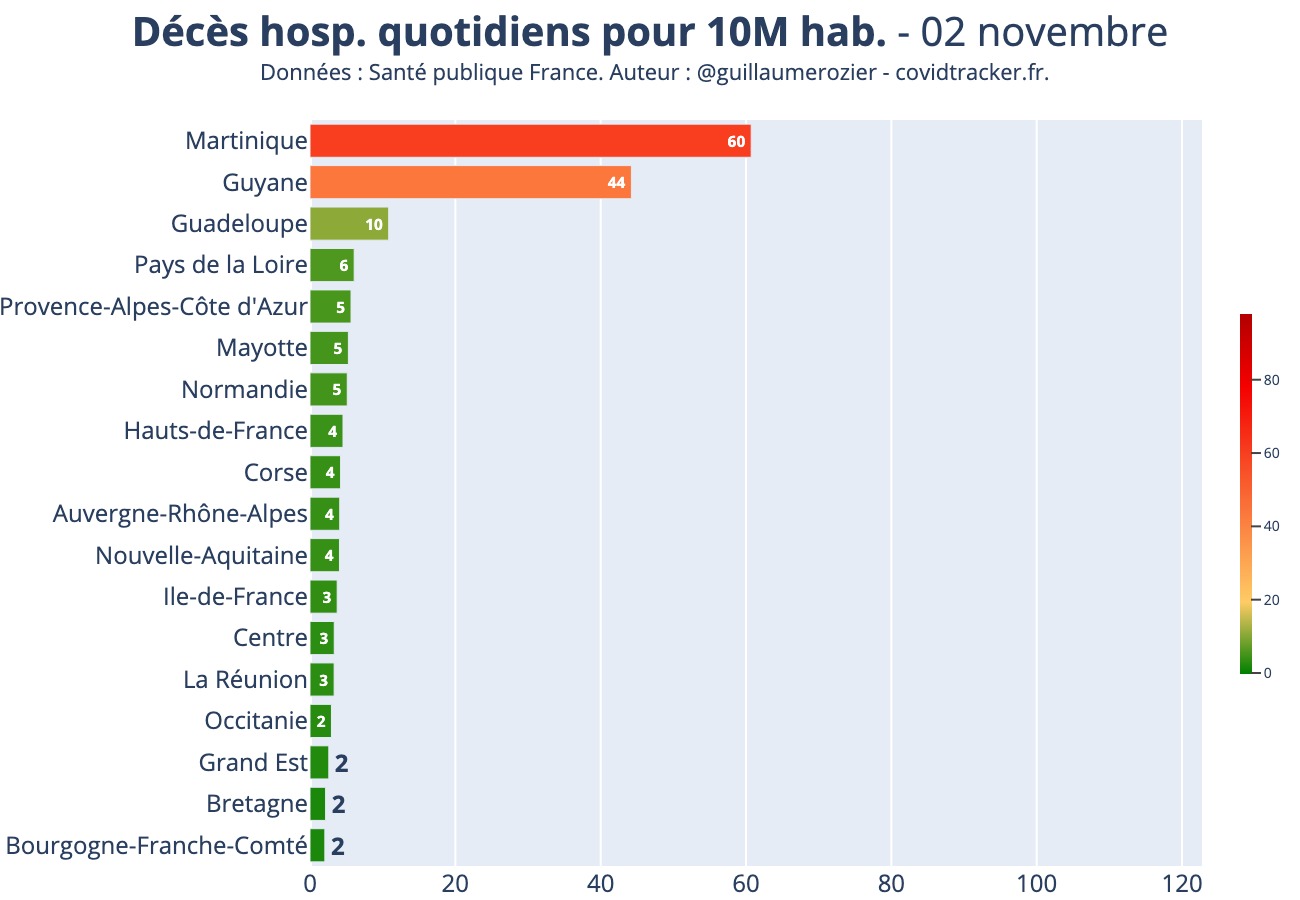 Décès hosp. quotidiens pour 10M hab. - 02 novembre
Données : Santé publique France. Auteur : @guillaumerozier - covidtracker.fr.
Martinique 60
Guyane 44
Guadeloupe 10
Pays de la Loire 6
Provence-Alpes-Côte d'Azur 5
Mayotte 5
Normandie 5
Hauts-de-France 4
Corse 4
Auvergne-Rhône-Alpes 4
Nouvelle-Aquitaine 4
Ile-de-France 3
Centre 3
La Réunion 3
Occitanie 2
Grand Est 2
Bretagne 2
Bourgogne-Franche-Comté 2
0 20 40 60 80 100 120
80
60
40
20
0